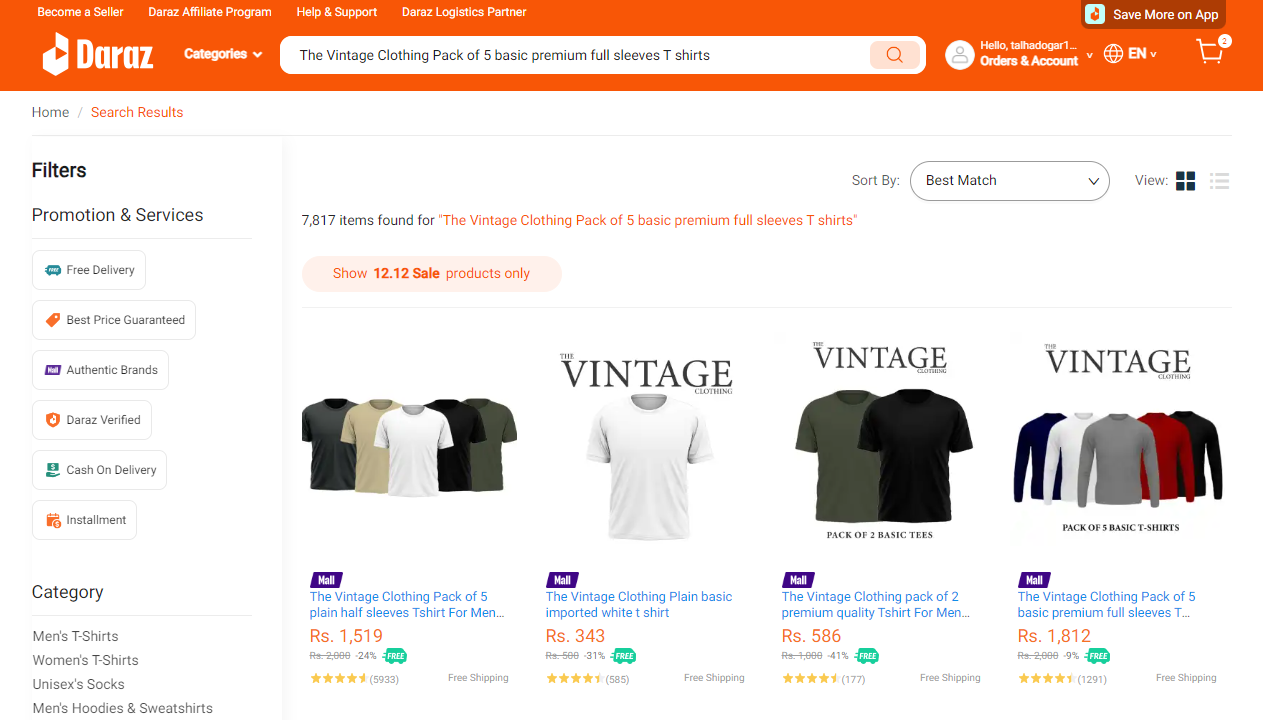 Become a Seller
Daraz Affiliate Program
Help & Support
Daraz Logistics Partner
Save More on App
Daraz
Categories
The Vintage Clothing Pack of 5 basic premium full sleeves T shirts
Hello, talhadogar1...
Orders & Account
EN
2
Home / Search Results
Filters
Promotion & Services
FREE Free Delivery
Best Price Guaranteed
Mall Authentic Brands
Daraz Verified
Cash On Delivery
Installment
Category
Men's T-Shirts
Women's T-Shirts
Unisex's Socks
Men's Hoodies & Sweatshirts
Sort By: Best Match
View:
7,817 items found for "The Vintage Clothing Pack of 5 basic premium full sleeves T shirts"
Show 12.12 Sale products only
Mall
The Vintage Clothing Pack of 5
plain half sleeves Tshirt For Men...
Rs. 1,519
Rs. 2,000 -24% FREE
(5933) Free Shipping
THE
VINTAGE
CLOTHING
Mall
The Vintage Clothing Plain basic
imported white t shirt
Rs. 343
Rs. 500 -31% FREE
(585) Free Shipping
THE
VINTAGE
CLOTHING
PACK OF 2 BASIC TEES
Mall
The Vintage Clothing pack of 2
premium quality Tshirt For Men...
Rs. 586
Rs. 1,000 -41% FREE
(177) Free Shipping
THE
VINTAGE
CLOTHING
PACK OF 5 BASIC T-SHIRTS
Mall
The Vintage Clothing Pack of 5
basic premium full sleeves T...
Rs. 1,812
Rs. 2,000 -9% FREE
(1291) Free Shipping